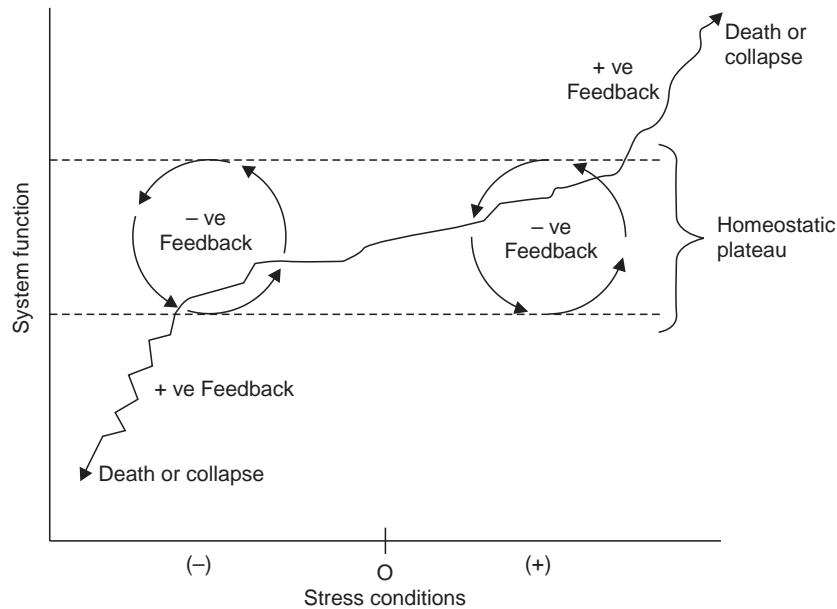 Death or
collapse
+ ve
Feedback
System function
– ve
Feedback
– ve
Feedback
Homeostatic
plateau
+ ve Feedback
Death or collapse
(–)
O
(+)
Stress conditions